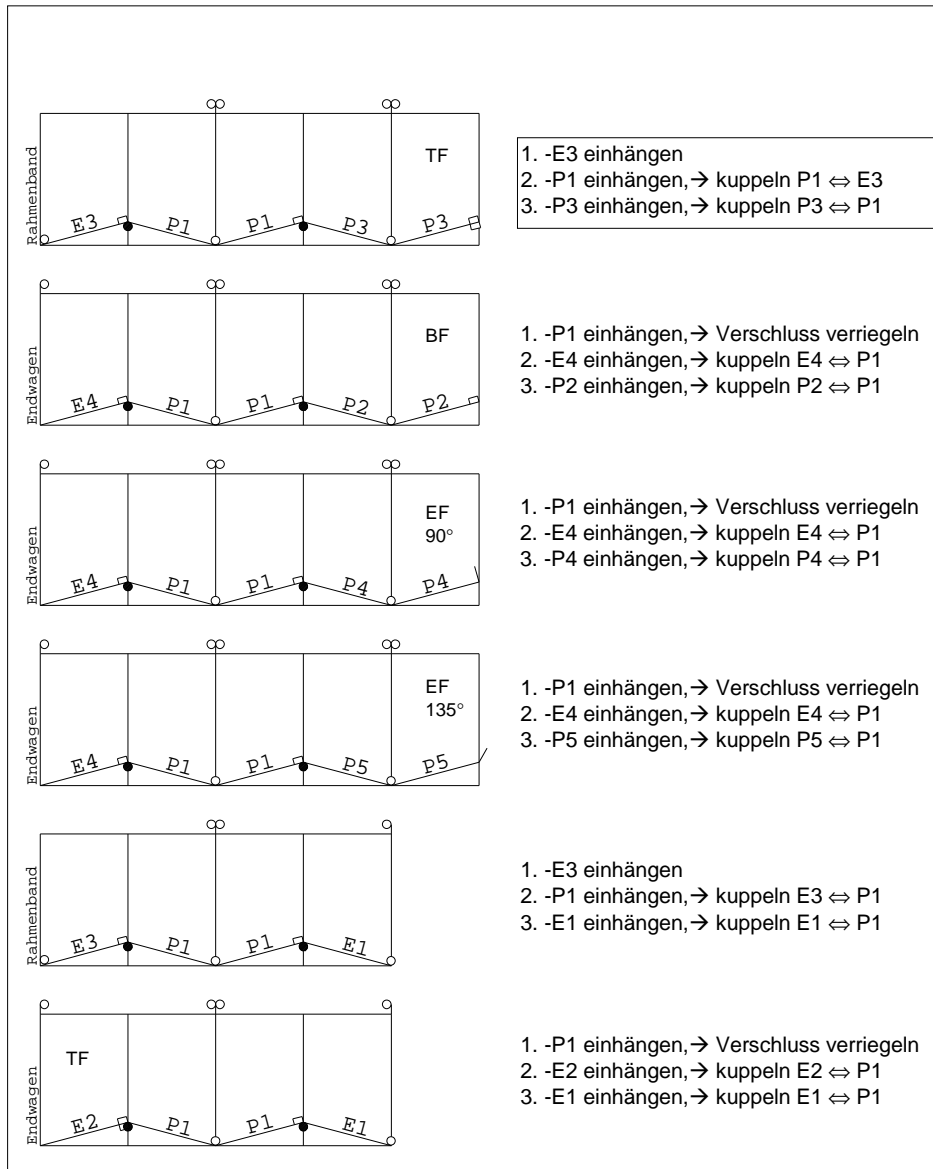 Rahmenband
TF
E3 P1 P1 P3 P3
1. -E3 einhängen
2. -P1 einhängen,→ kuppeln P1 ⇔ E3
3. -P3 einhängen,→ kuppeln P3 ⇔ P1
Endwagen
BF
E4 P1 P1 P2 P2
1. -P1 einhängen,→ Verschluss verriegeln
2. -E4 einhängen,→ kuppeln E4 ⇔ P1
3. -P2 einhängen,→ kuppeln P2 ⇔ P1
Endwagen
EF
90°
E4 P1 P1 P4 P4
1. -P1 einhängen,→ Verschluss verriegeln
2. -E4 einhängen,→ kuppeln E4 ⇔ P1
3. -P4 einhängen,→ kuppeln P4 ⇔ P1
Endwagen
EF
135°
E4 P1 P1 P5 P5
1. -P1 einhängen,→ Verschluss verriegeln
2. -E4 einhängen,→ kuppeln E4 ⇔ P1
3. -P5 einhängen,→ kuppeln P5 ⇔ P1
Rahmenband
E3 P1 P1 E1
1. -E3 einhängen
2. -P1 einhängen,→ kuppeln E3 ⇔ P1
3. -E1 einhängen,→ kuppeln E1 ⇔ P1
Endwagen
TF
E2 P1 P1 E1
1. -P1 einhängen,→ Verschluss verriegeln
2. -E2 einhängen,→ kuppeln E2 ⇔ P1
3. -E1 einhängen,→ kuppeln E1 ⇔ P1